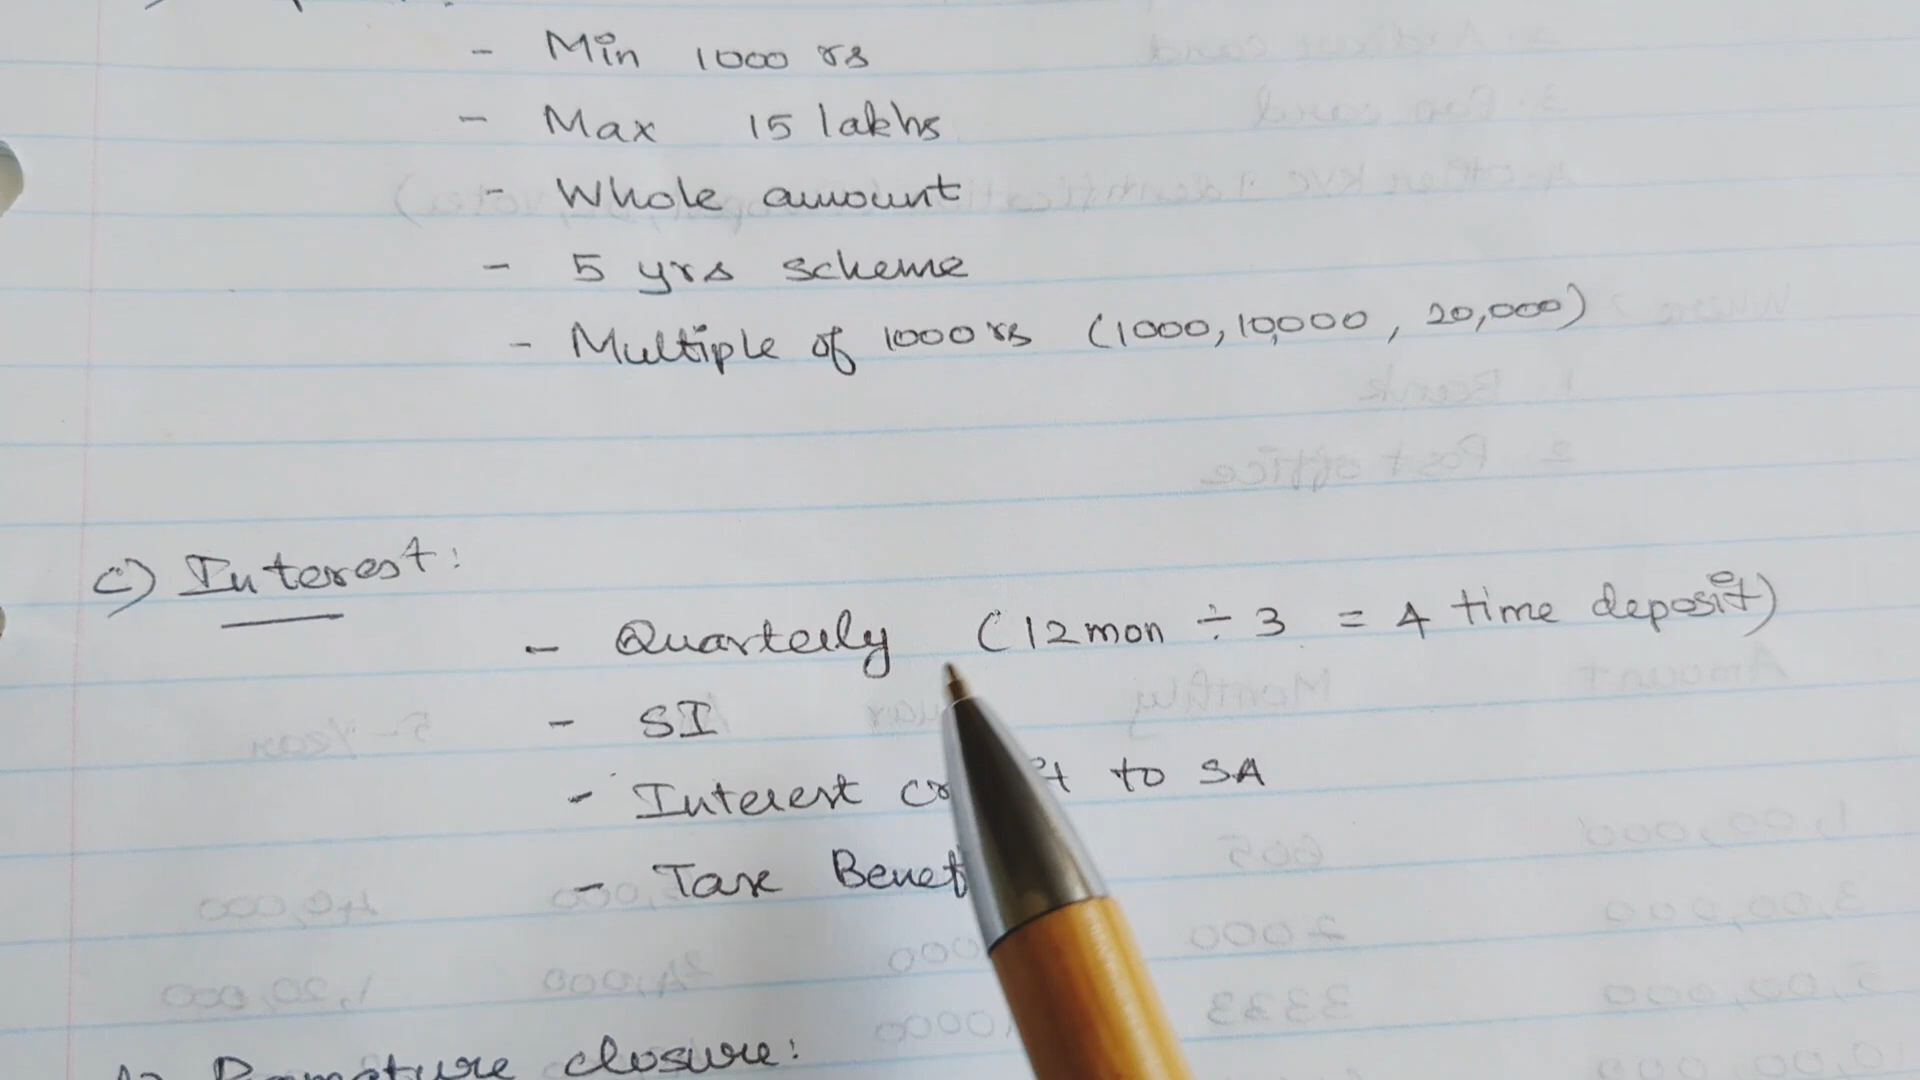 - Min 1000 rs
- Max 15 lakhs
- Whole amount
- 5 yrs scheme
- Multiple of 1000 rs (1000, 10,000, 20,000)
C) Interest:
- Quarterly (12 mon ÷ 3 = 4 time deposit)
- SI
- Interest to SA
- Tax
closure: